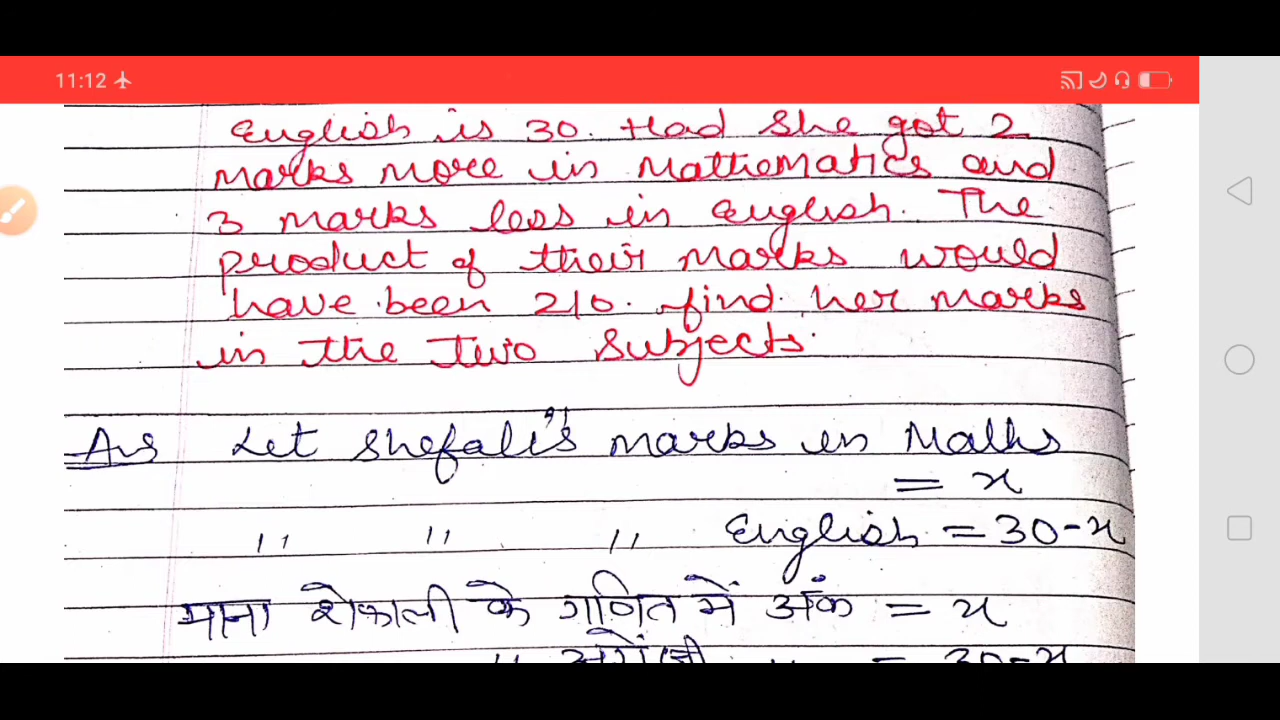 11:12
English is 30. Had she got 2
marks more in Mathematics and
3 marks less in English. The
product of their marks would
have been 210. find her marks
in the two subjects.
Ans Let Shefali's marks in Maths
= x
" " " English = 30-x
माना शेफाली के गणित में अंक = x
" अंग्रेजी " = 30-x